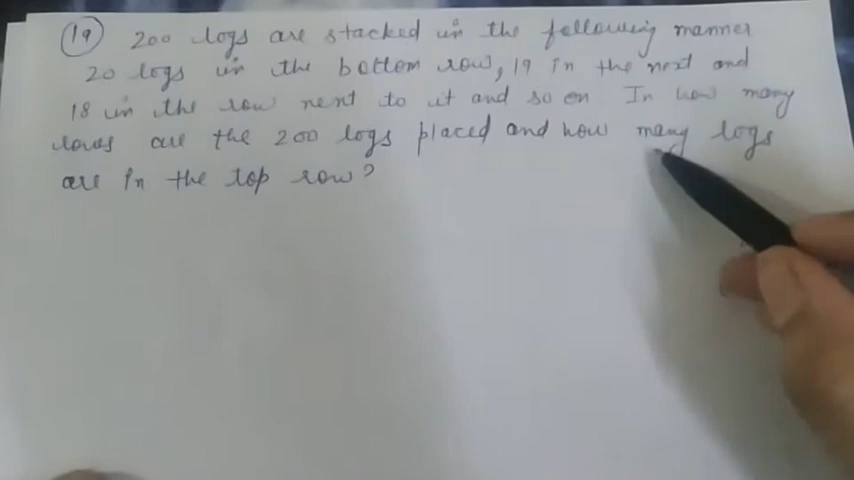 (19) 200 logs are stacked in the following manner
20 logs in the bottom row, 19 in the next and
18 in the row next to it and so on In how many
rows are the 200 logs placed and how many logs
are in the top row?